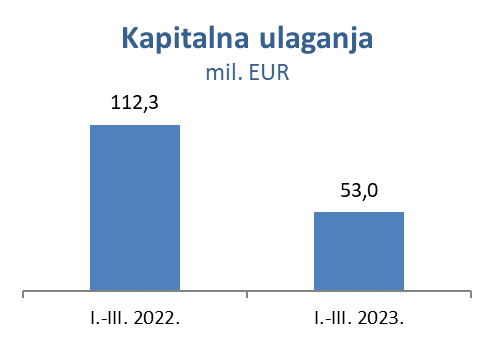 Kapitalna ulaganja
mil. EUR
112,3
53,0
I.-III. 2022.
I.-III. 2023.